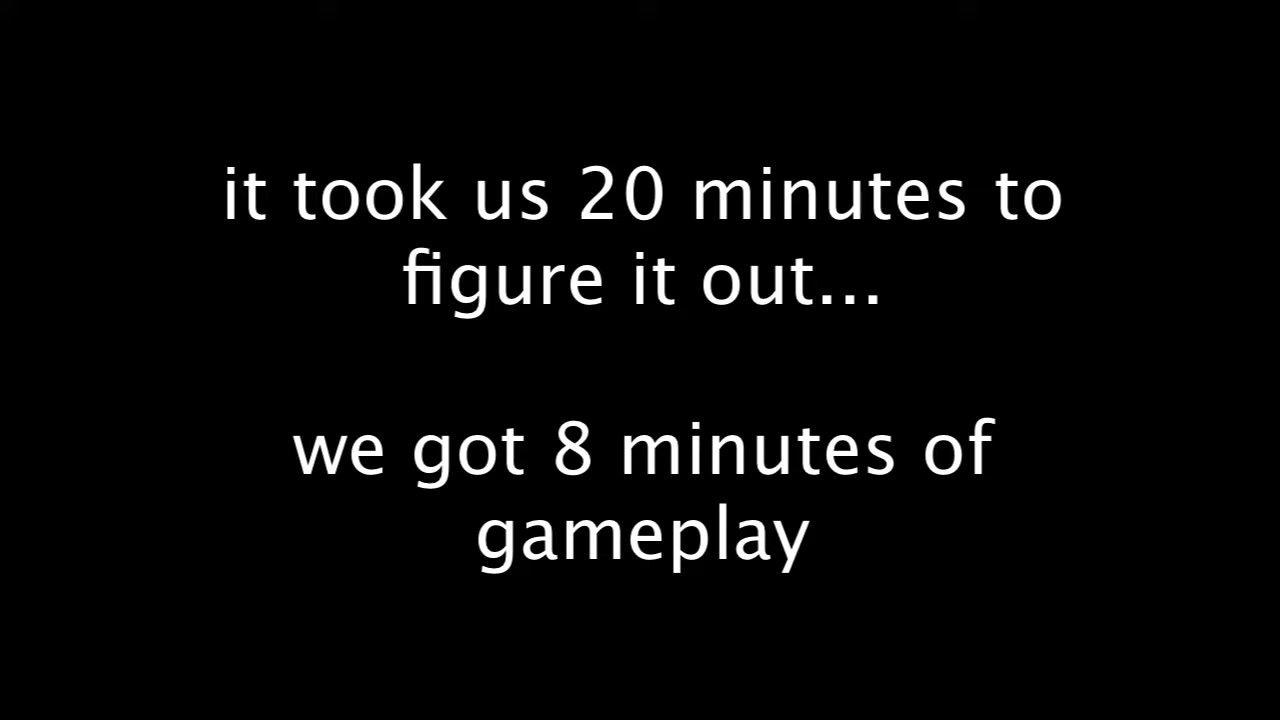 it took us 20 minutes to
figure it out...
we got 8 minutes of
gameplay